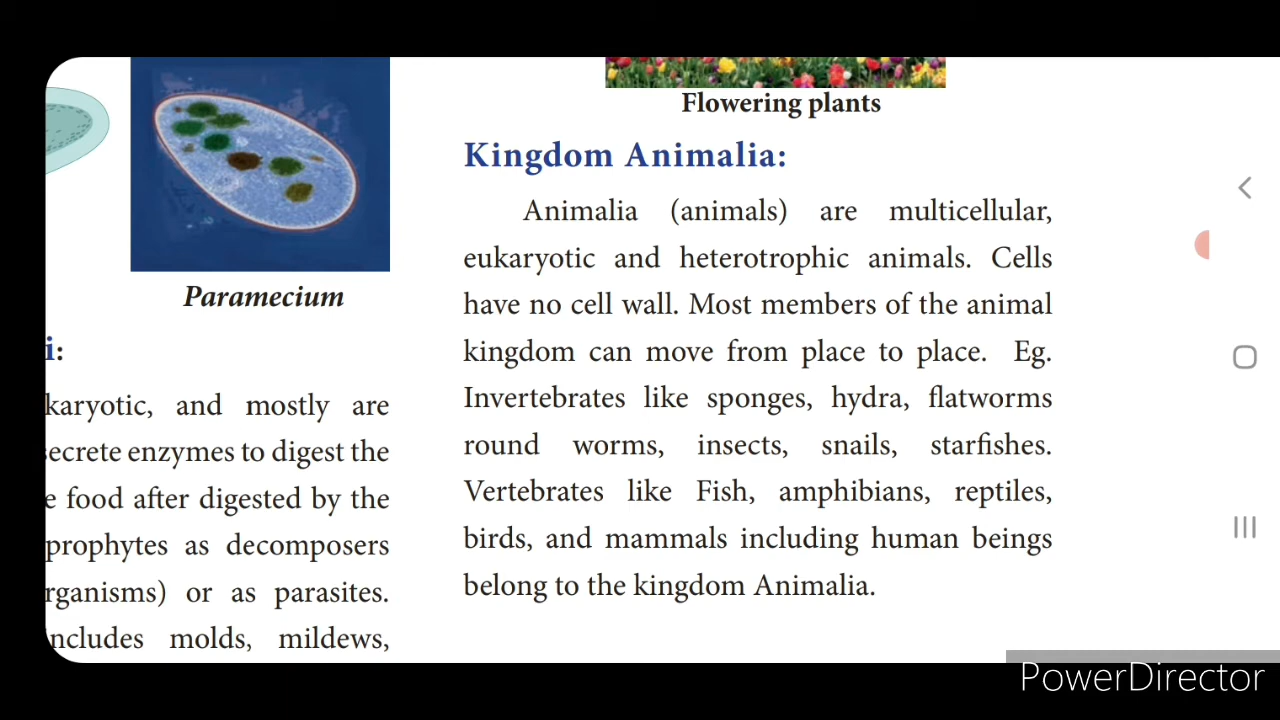 Paramecium
i:
karyotic, and mostly are
secrete enzymes to digest the
e food after digested by the
prophytes as decomposers
rganisms) or as parasites.
includes molds, mildews,
Flowering plants
Kingdom Animalia:
Animalia (animals) are multicellular,
eukaryotic and heterotrophic animals. Cells
have no cell wall. Most members of the animal
kingdom can move from place to place. Eg.
Invertebrates like sponges, hydra, flatworms
round worms, insects, snails, starfishes.
Vertebrates like Fish, amphibians, reptiles,
birds, and mammals including human beings
belong to the kingdom Animalia.
PowerDirector